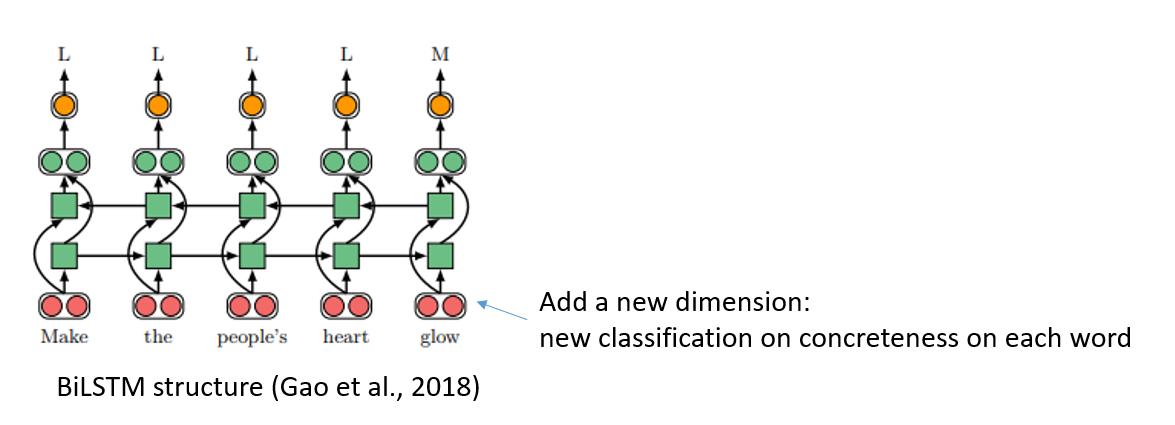 L L L L M
Make the people's heart glow
Add a new dimension:
new classification on concreteness on each word
BiLSTM structure (Gao et al., 2018)